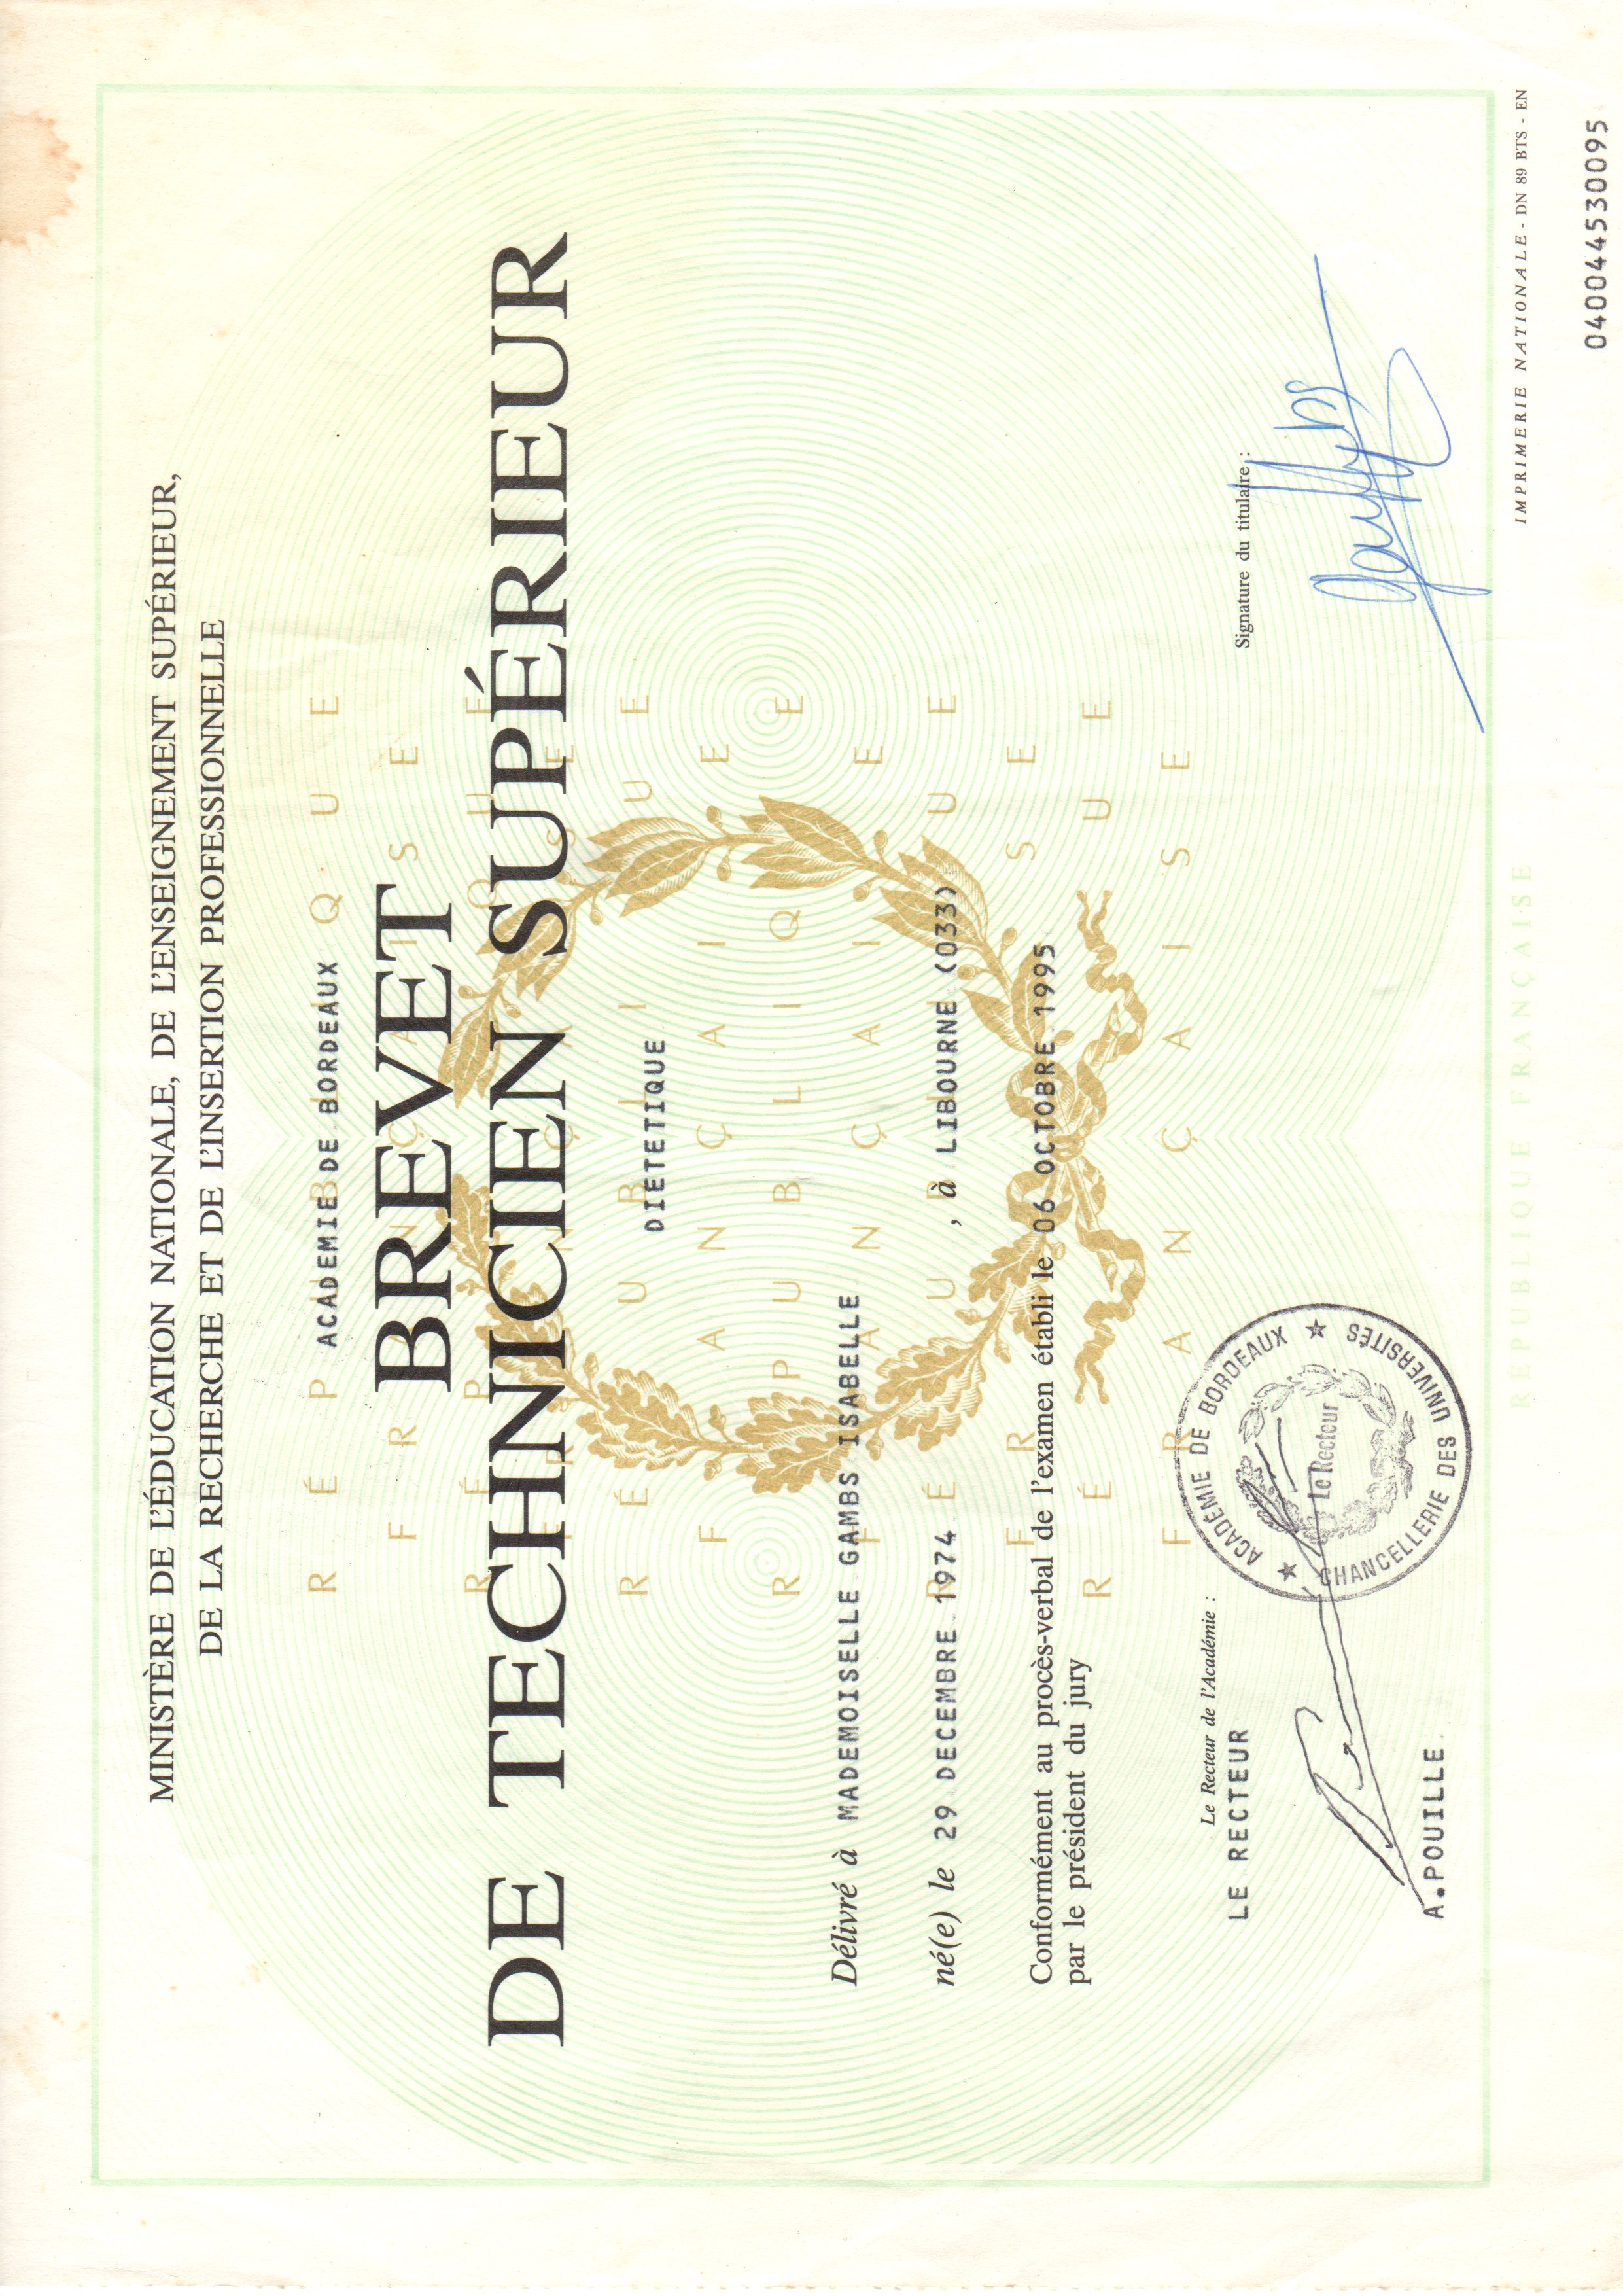 MINISTÈRE DE L'ÉDUCATION NATIONALE, DE L'ENSEIGNEMENT SUPÉRIEUR,
DE LA RECHERCHE ET DE L'INSERTION PROFESSIONNELLE
ACADEMIE DE BORDEAUX
BREVET
DE TECHNICIEN SUPÉRIEUR
DIETETIQUE
Délivré à MADEMOISELLE GAMBS ISABELLE
né(e) le 29 DECEMBRE 1974 , à LIBOURNE (033)
Conformément au procès-verbal de l'examen établi le 06 OCTOBRE 1995
par le président du jury
Le Recteur de l'Académie :
LE RECTEUR
A.POUILLE
ACADÉMIE DE BORDEAUX
Le Recteur
CHANCELLERIE DES UNIVERSITÉS
Signature du titulaire :
Gambs
RÉPUBLIQUE FRANÇAISE
IMPRIMERIE NATIONALE - DN 89 BTS - EN
040044530095